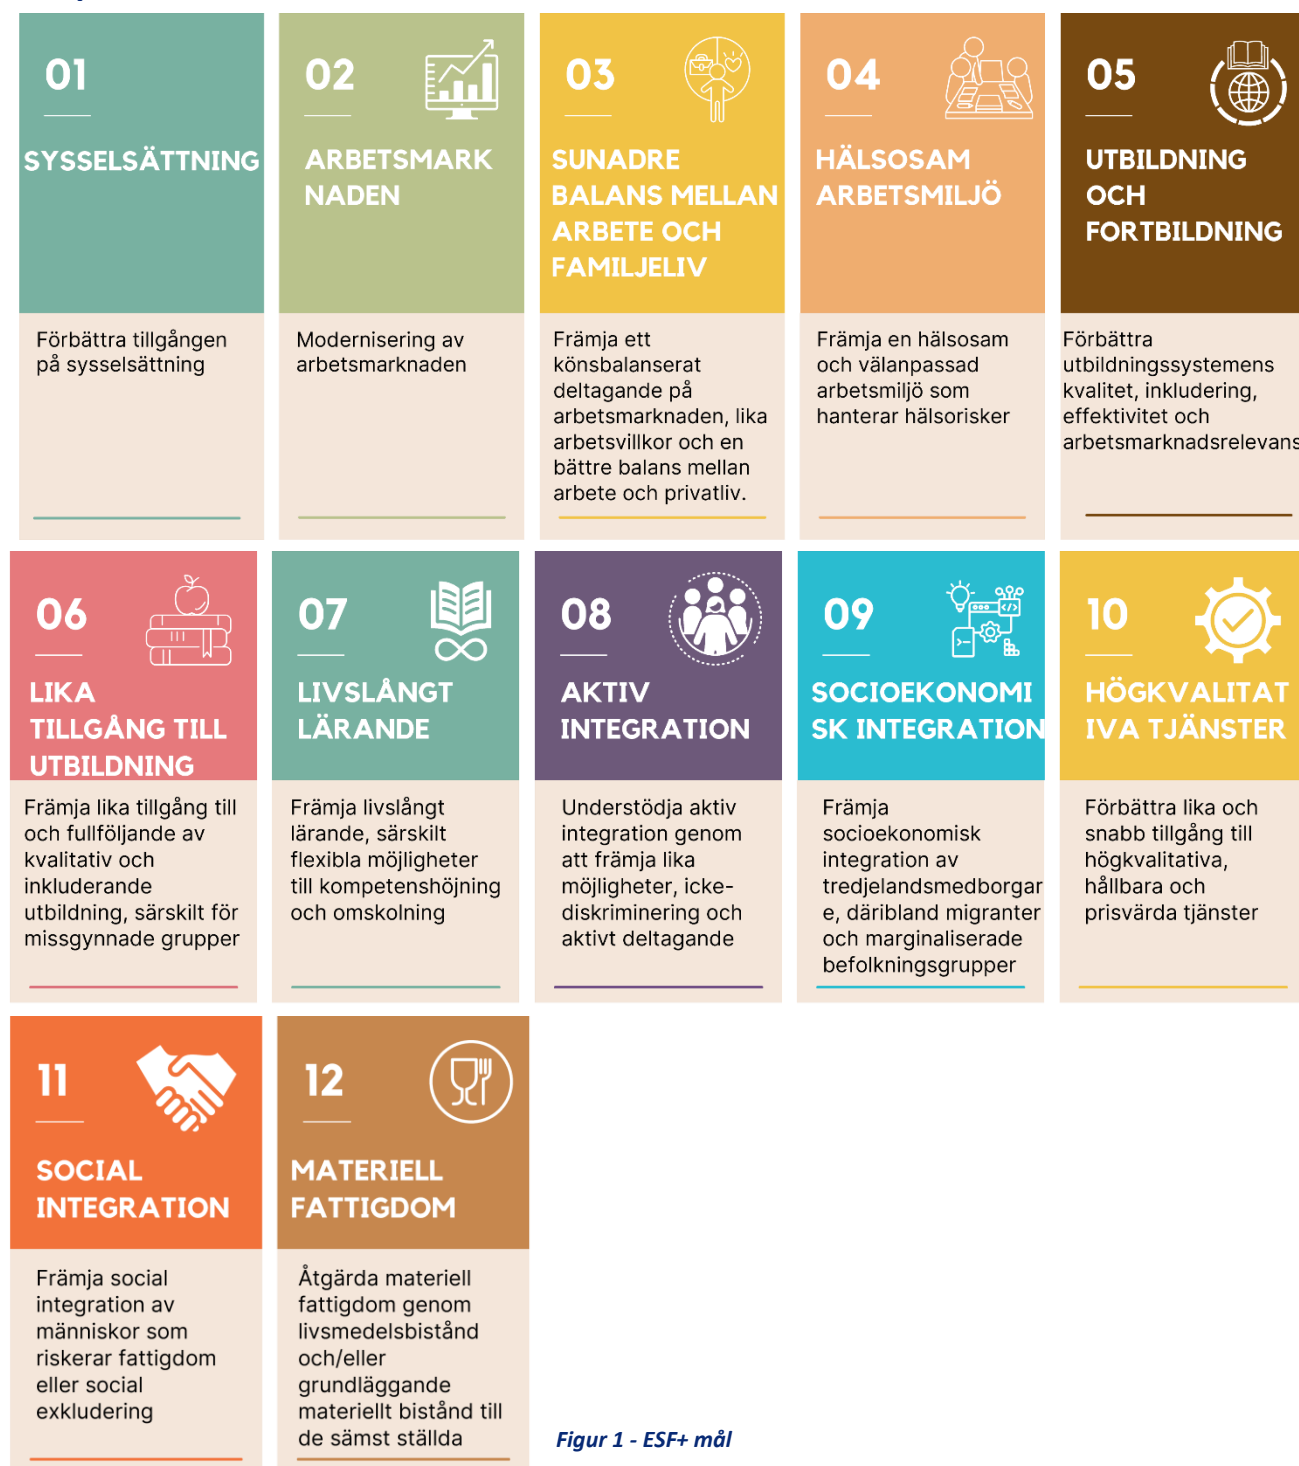 01
SYSSELSÄTTNING
Förbättra tillgången
på sysselsättning
02
ARBETSMARK
NADEN
Modernisering av
arbetsmarknaden
03
SUNADRE
BALANS MELLAN
ARBETE OCH
FAMILJELIV
Främja ett
könsbalanserat
deltagande på
arbetsmarknaden, lika
arbetsvillkor och en
bättre balans mellan
arbete och privatliv.
04
HÄLSOSAM
ARBETSMILJÖ
Främja en hälsosam
och välanpassad
arbetsmiljö som
hanterar hälsorisker
05
UTBILDNING
OCH
FORTBILDNING
Förbättra
utbildningssystemens
kvalitet, inkludering,
effektivitet och
arbetsmarknadsrelevans
06
LIKA
TILLGÅNG TILL
UTBILDNING
Främja lika tillgång till
och fullföljande av
kvalitativ och
inkluderande
utbildning, särskilt för
missgynnade grupper
07
LIVSLÅNGT
LÄRANDE
Främja livslångt
lärande, särskilt
flexibla möjligheter
till kompetenshöjning
och omskolning
08
AKTIV
INTEGRATION
Understödja aktiv
integration genom
att främja lika
möjligheter, icke-
diskriminering och
aktivt deltagande
09
SOCIOEKONOMI
SK INTEGRATION
Främja
socioekonomisk
integration av
tredjelandsmedborgar
e, däribland migranter
och marginaliserade
befolkningsgrupper
10
HÖGKVALITAT
IVA TJÄNSTER
Förbättra lika och
snabb tillgång till
högkvalitativa,
hållbara och
prisvärda tjänster
11
SOCIAL
INTEGRATION
Främja social
integration av
människor som
riskerar fattigdom
eller social
exkludering
12
MATERIELL
FATTIGDOM
Åtgärda materiell
fattigdom genom
livsmedelsbistånd
och/eller
grundläggande
materiellt bistånd till
de sämst ställda
Figur 1 - ESF+ mål